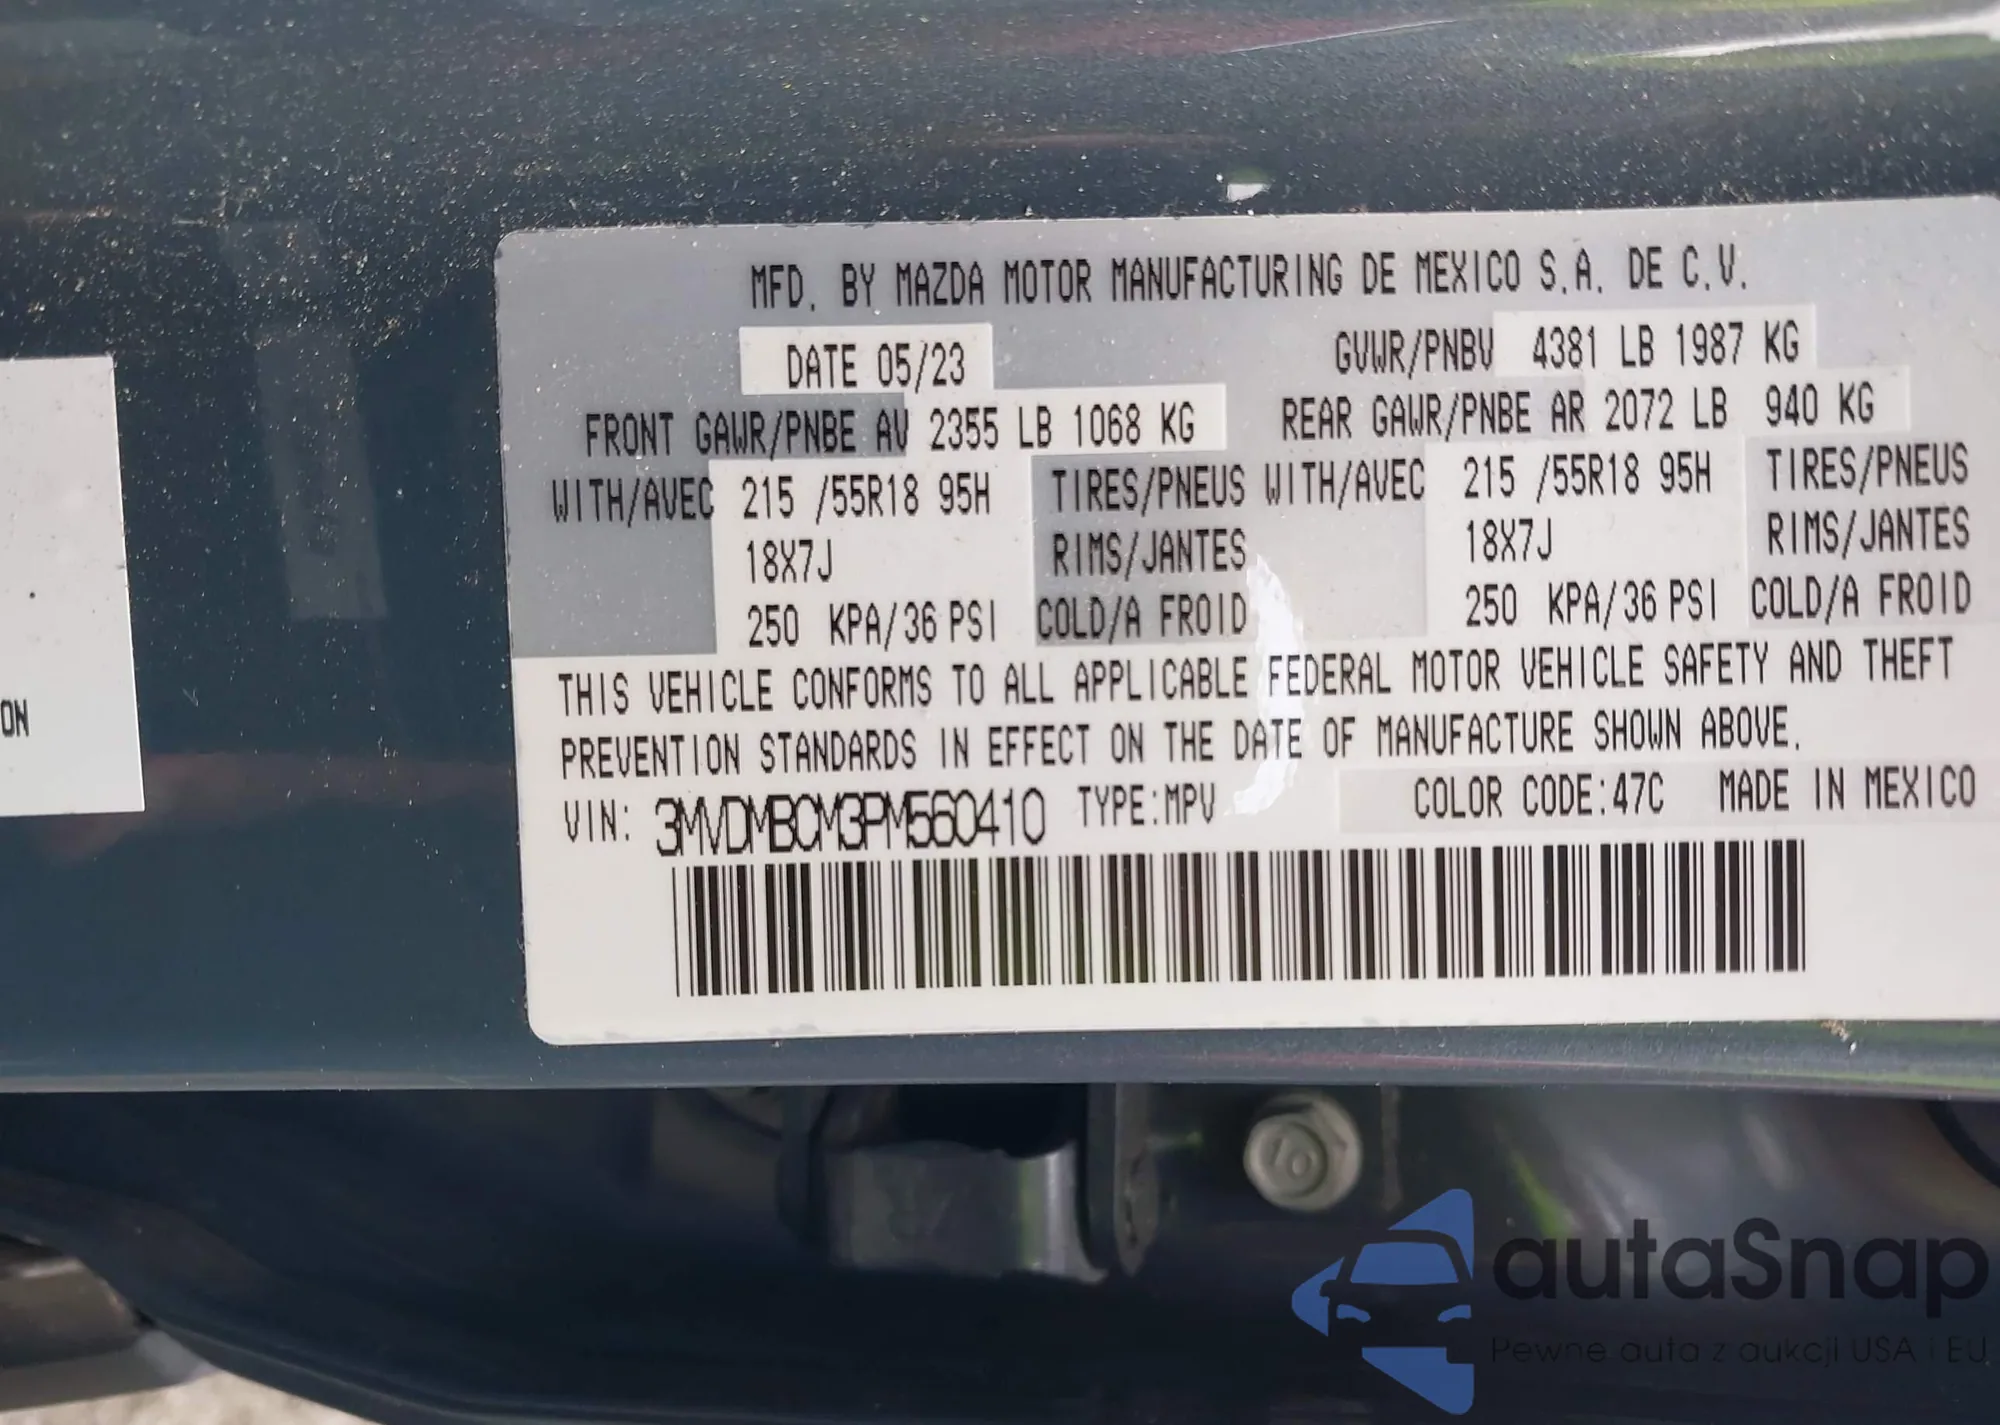 MFD. BY MAZDA MOTOR MANUFACTURING DE MEXICO S.A. DE C.V.
DATE 05/23 GVWR/PNBV 4381 LB 1987 KG
FRONT GAWR/PNBE AV 2355 LB 1068 KG REAR GAWR/PNBE AR 2072 LB 940 KG
WITH/AVEC 215 /55R18 95H TIRES/PNEUS WITH/AVEC 215 /55R18 95H TIRES/PNEUS
18X7J RIMS/JANTES 18X7J RIMS/JANTES
250 KPA/36 PSI COLD/A FROID 250 KPA/36 PSI COLD/A FROID
THIS VEHICLE CONFORMS TO ALL APPLICABLE FEDERAL MOTOR VEHICLE SAFETY AND THEFT
PREVENTION STANDARDS IN EFFECT ON THE DATE OF MANUFACTURE SHOWN ABOVE.
VIN: 3MVDMBCM3PM560410 TYPE:MPV COLOR CODE:47C MADE IN MEXICO
ON
10
autaSnap
Pewne auta z aukcji USA i EU